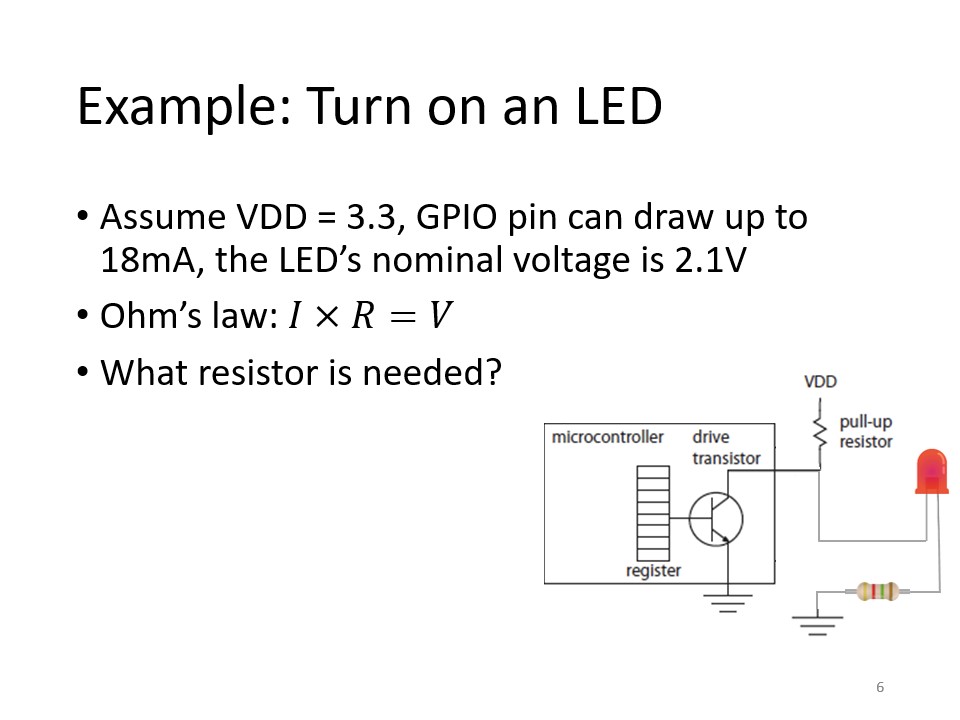 Example: Turn on an LED
• Assume VDD = 3.3, GPIO pin can draw up to
18mA, the LED’s nominal voltage is 2.1V
• Ohm’s law: I × R = V
• What resistor is needed?
VDD
pull-up
resistor
microcontroller
drive
transistor
register
6